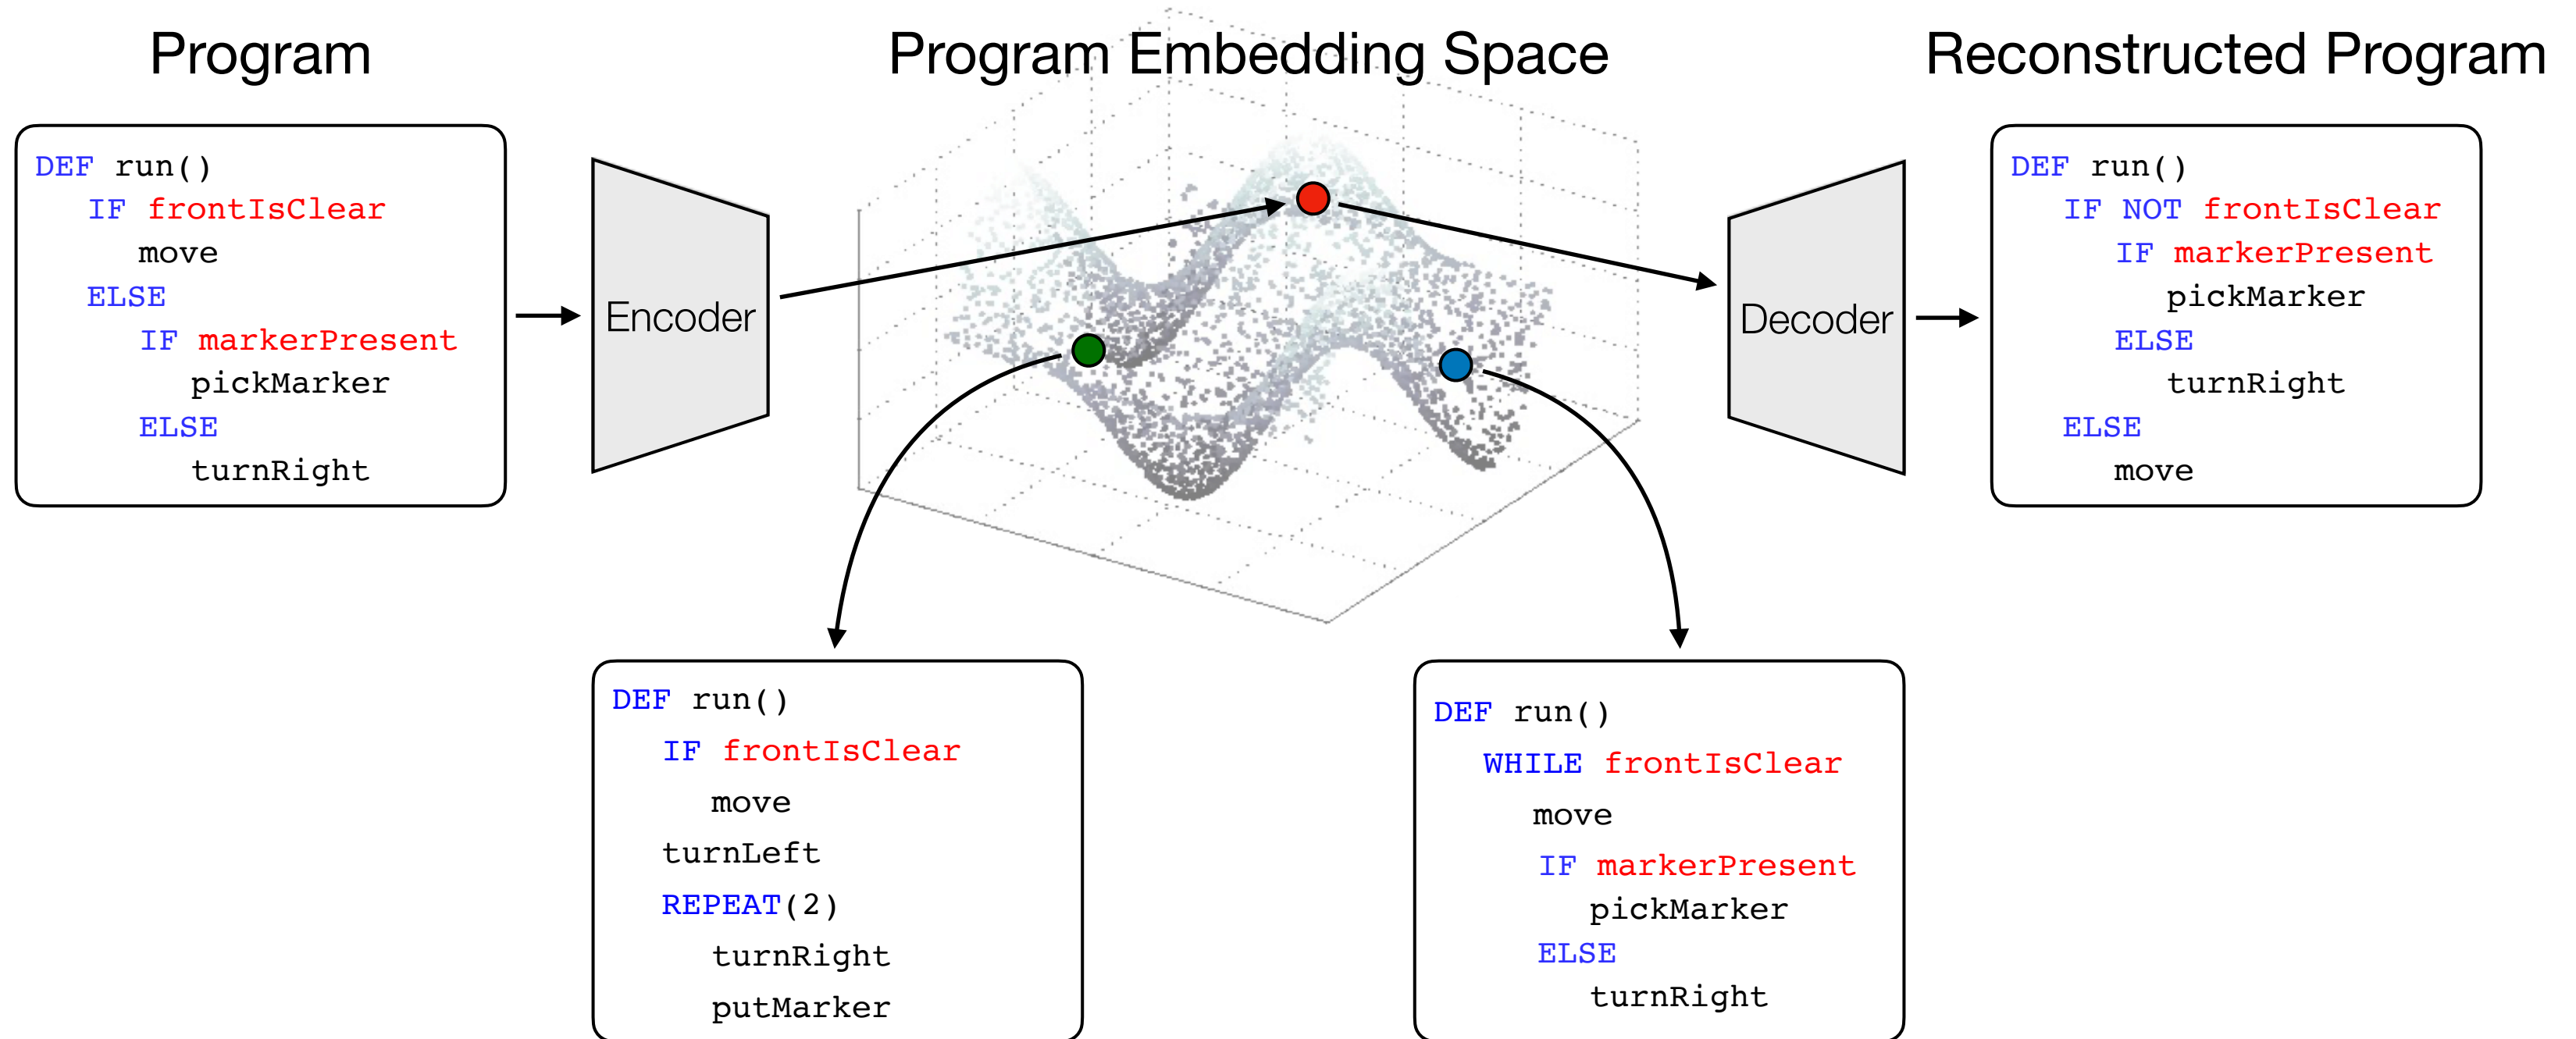 Program
DEF run()
IF frontIsClear
move
ELSE
IF markerPresent
pickMarker
ELSE
turnRight
Encoder
Program Embedding Space
Decoder
Reconstructed Program
DEF run()
IF NOT frontIsClear
IF markerPresent
pickMarker
ELSE
turnRight
ELSE
move
DEF run()
IF frontIsClear
move
turnLeft
REPEAT(2)
turnRight
putMarker
DEF run()
WHILE frontIsClear
move
IF markerPresent
pickMarker
ELSE
turnRight